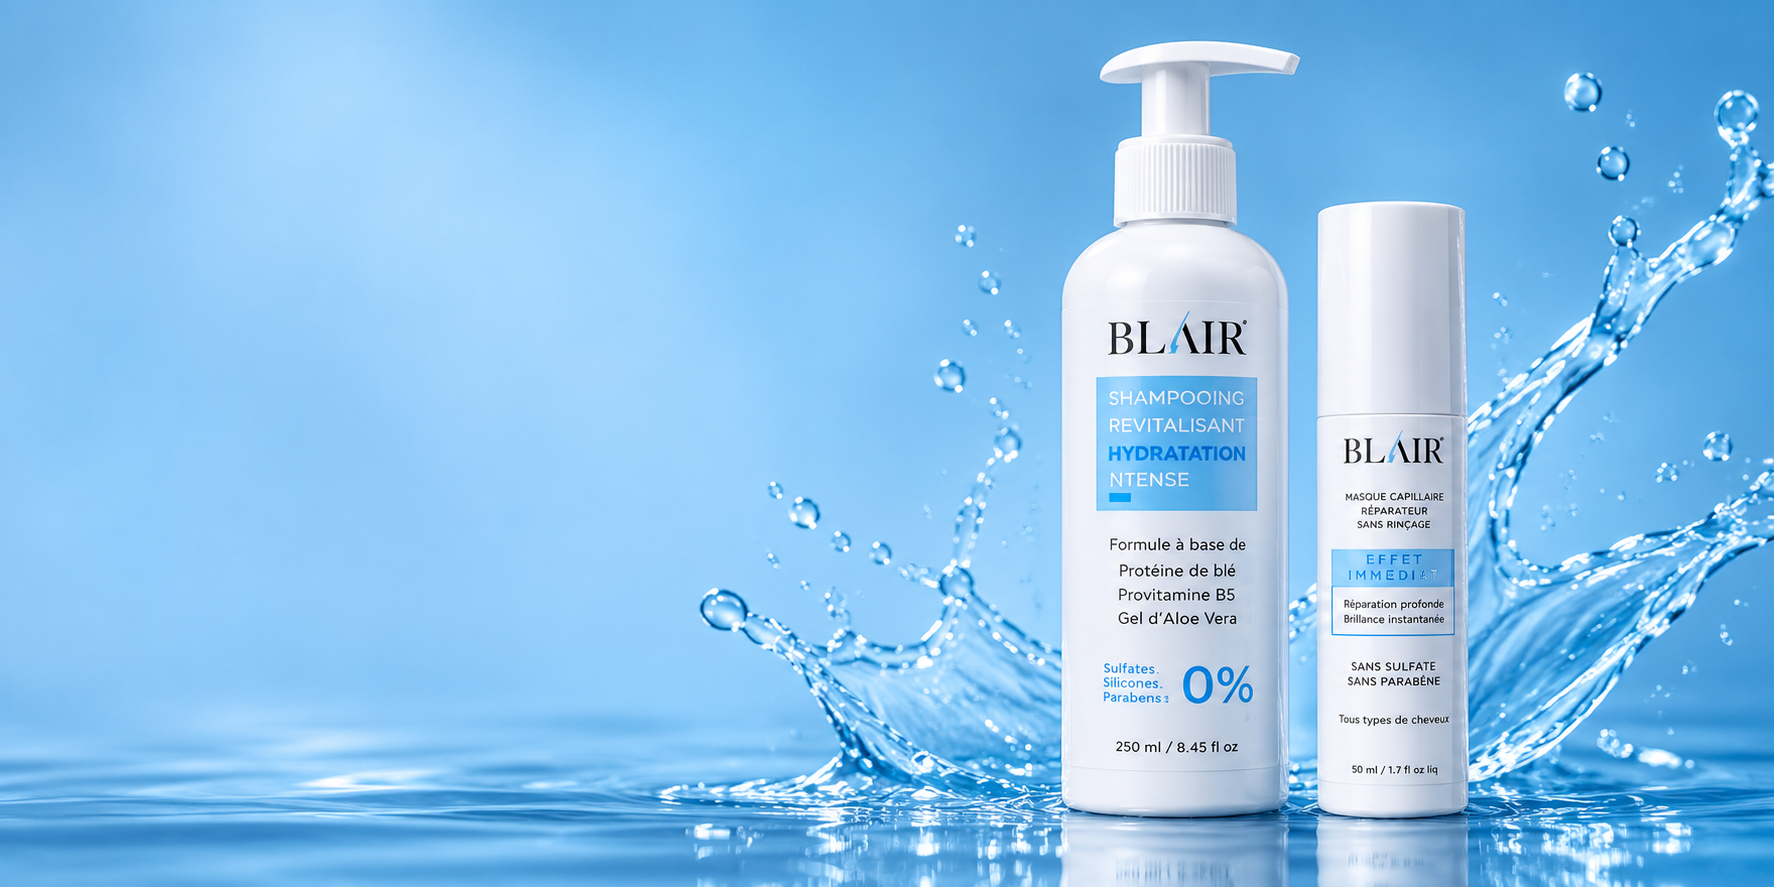 BLAIR
SHAMPOOING
REVITALISANT
HYDRATATION
NTENSE
Formule à base de
Protéine de blé
Provitamine B5
Gel d'Aloe Vera
Sulfates.
Silicones.
Parabens
0%
250 ml / 8.45 fl oz
BLAIR
MASQUE CAPILLAIRE
RÉPARATEUR
SANS RINÇAGE
EFFET
IMMEDIAT
Réparation profonde
Brillance instantanée
SANS SULFATE
SANS PARABÈNE
Tous types de cheveux
50 ml / 1.7 fl oz liq